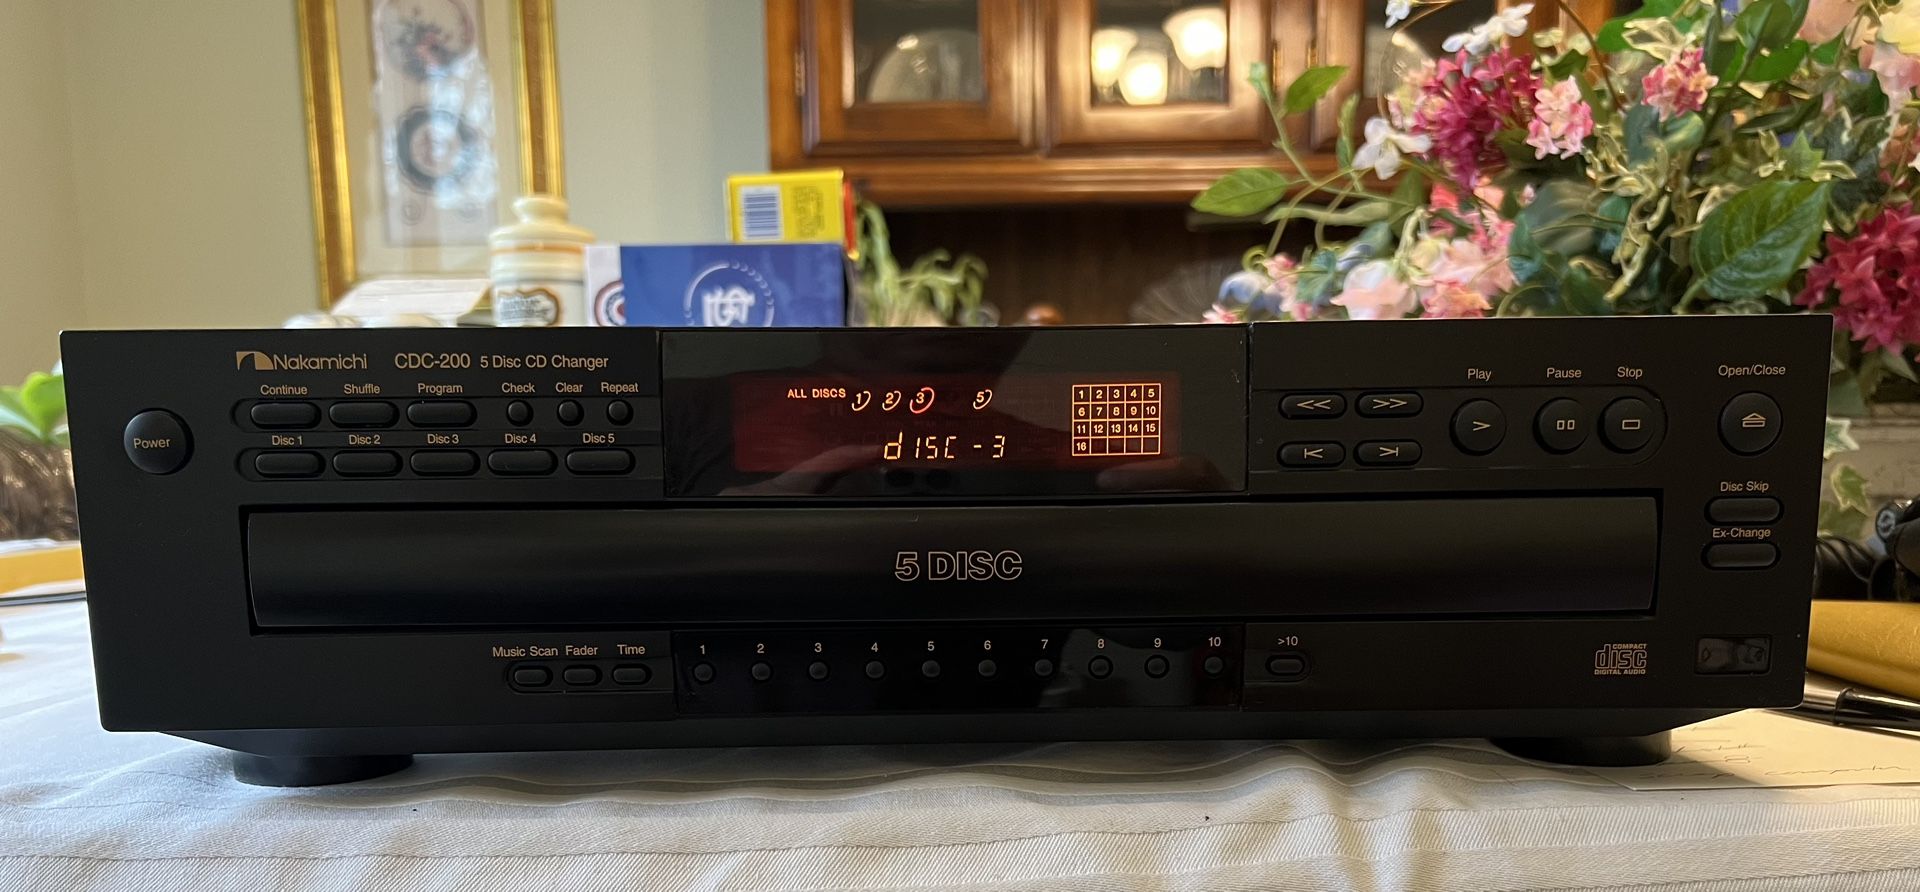 Nakamichi CDC-200 5 Disc CD Changer
Continue Shuffle Program Check Clear Repeat
Power
Disc 1 Disc 2 Disc 3 Disc 4 Disc 5
ALL DISCS 1 2 3 5
disc-3
1 2 3 4 5
6 7 8 9 10
11 12 13 14 15
16
<< >>
Play Pause Stop
Open/Close
Disc Skip
Ex-Change
5 DISC
Music Scan Fader Time
1 2 3 4 5 6 7 8 9 10 >10
COMPACT
disc
DIGITAL AUDIO